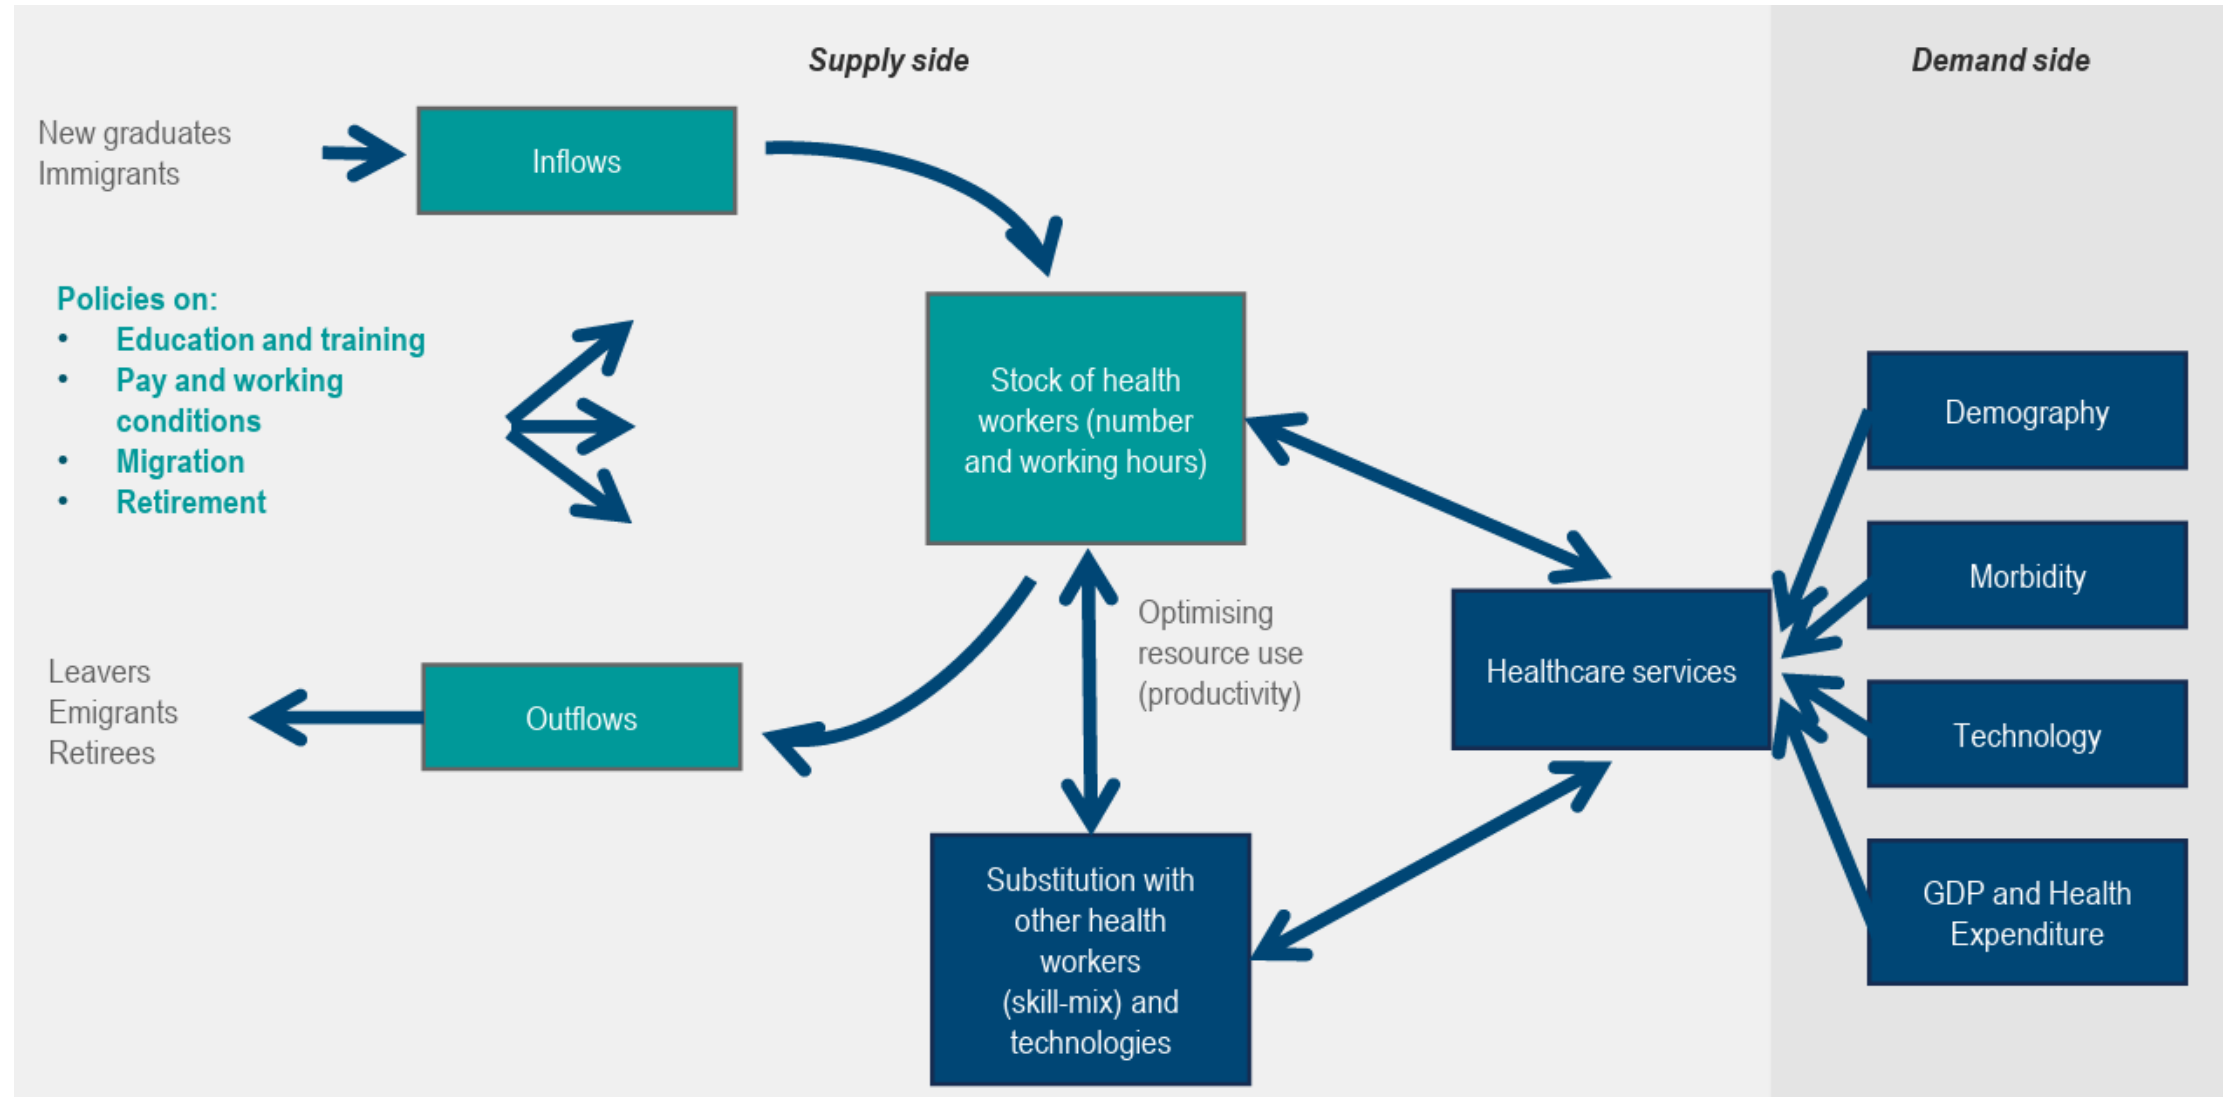 Supply side
Demand side
New graduates
Immigrants
Inflows
Policies on:
• Education and training
• Pay and working
conditions
• Migration
• Retirement
Stock of health
workers (number
and working hours)
Demography
Morbidity
Optimising
resource use
(productivity)
Healthcare services
Leavers
Emigrants
Retirees
Outflows
Technology
Substitution with
other health
workers
(skill-mix) and
technologies
GDP and Health
Expenditure